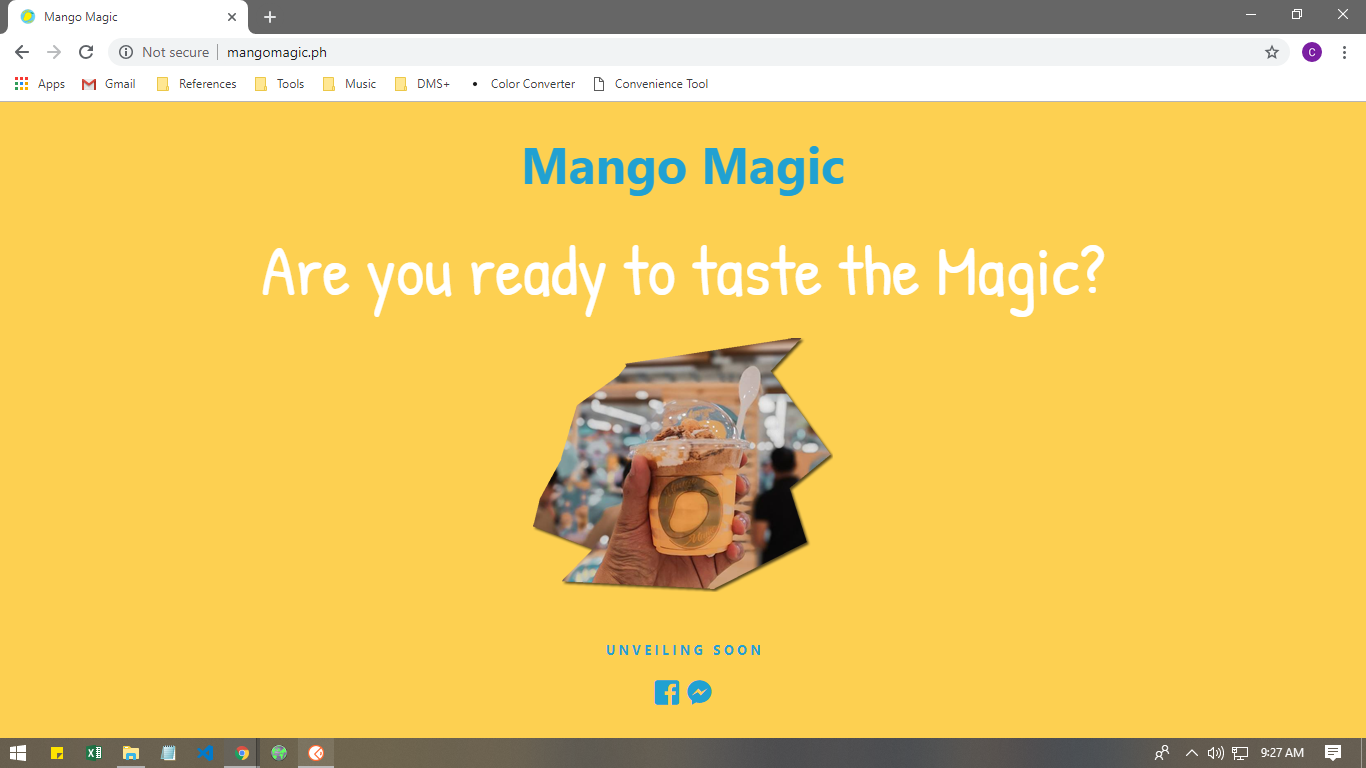 Mango Magic
Not secure
mangomagic.ph
C
Apps
Gmail
References
Tools
Music
DMS+
Color Converter
Convenience Tool
Mango Magic
Are you ready to taste the Magic?
UNVEILING SOON
9:27 AM